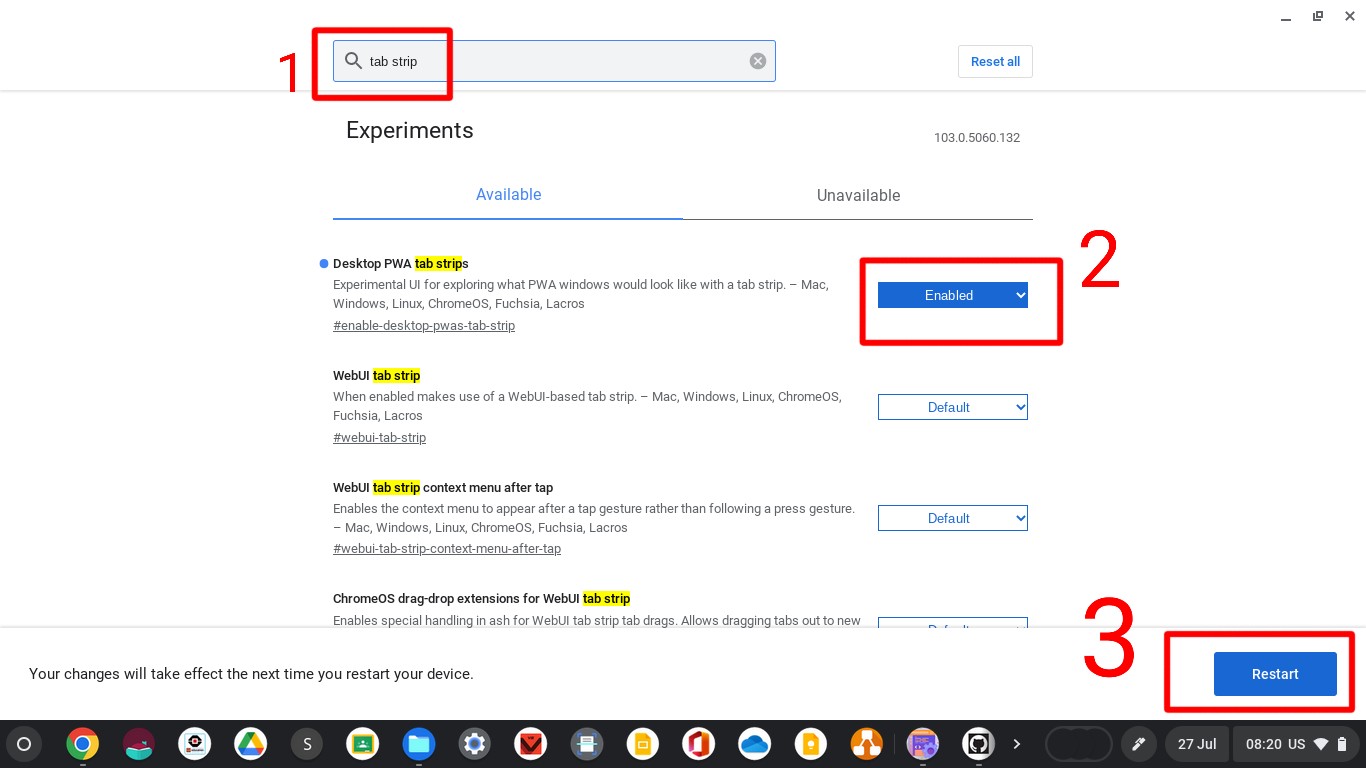 1
tab strip
Reset all
Experiments
103.0.5060.132
Available
Unavailable
Desktop PWA tab strips
Experimental UI for exploring what PWA windows would look like with a tab strip. – Mac,
Windows, Linux, ChromeOS, Fuchsia, Lacros
#enable-desktop-pwas-tab-strip
Enabled
2
WebUI tab strip
When enabled makes use of a WebUI-based tab strip. – Mac, Windows, Linux, ChromeOS,
Fuchsia, Lacros
#webui-tab-strip
Default
WebUI tab strip context menu after tap
Enables the context menu to appear after a tap gesture rather than following a press gesture.
– Mac, Windows, Linux, ChromeOS, Fuchsia, Lacros
#webui-tab-strip-context-menu-after-tap
Default
ChromeOS drag-drop extensions for WebUI tab strip
Enables special handling in ash for WebUI tab strip tab drags. Allows dragging tabs out to new
3
Your changes will take effect the next time you restart your device.
Restart
S
27 Jul
08:20 US